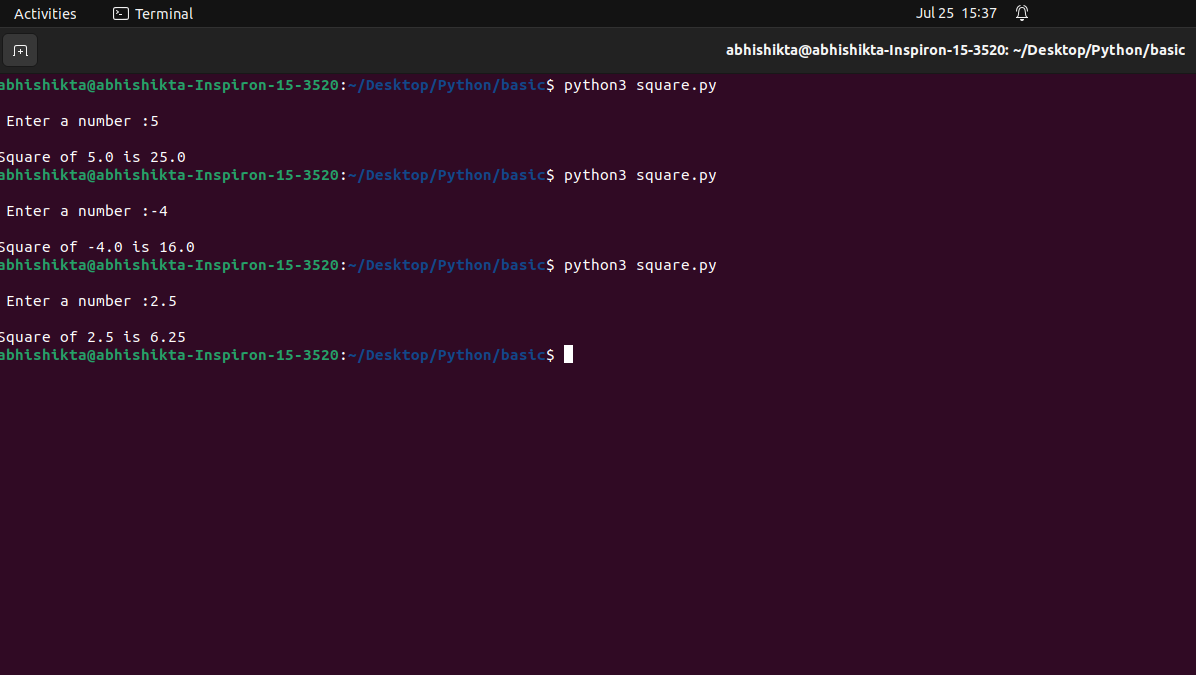 Activities Terminal Jul 25 15:37
abhishikta@abhishikta-Inspiron-15-3520: ~/Desktop/Python/basic
abhishikta@abhishikta-Inspiron-15-3520:~/Desktop/Python/basic$ python3 square.py
Enter a number :5
Square of 5.0 is 25.0
abhishikta@abhishikta-Inspiron-15-3520:~/Desktop/Python/basic$ python3 square.py
Enter a number :-4
Square of -4.0 is 16.0
abhishikta@abhishikta-Inspiron-15-3520:~/Desktop/Python/basic$ python3 square.py
Enter a number :2.5
Square of 2.5 is 6.25
abhishikta@abhishikta-Inspiron-15-3520:~/Desktop/Python/basic$